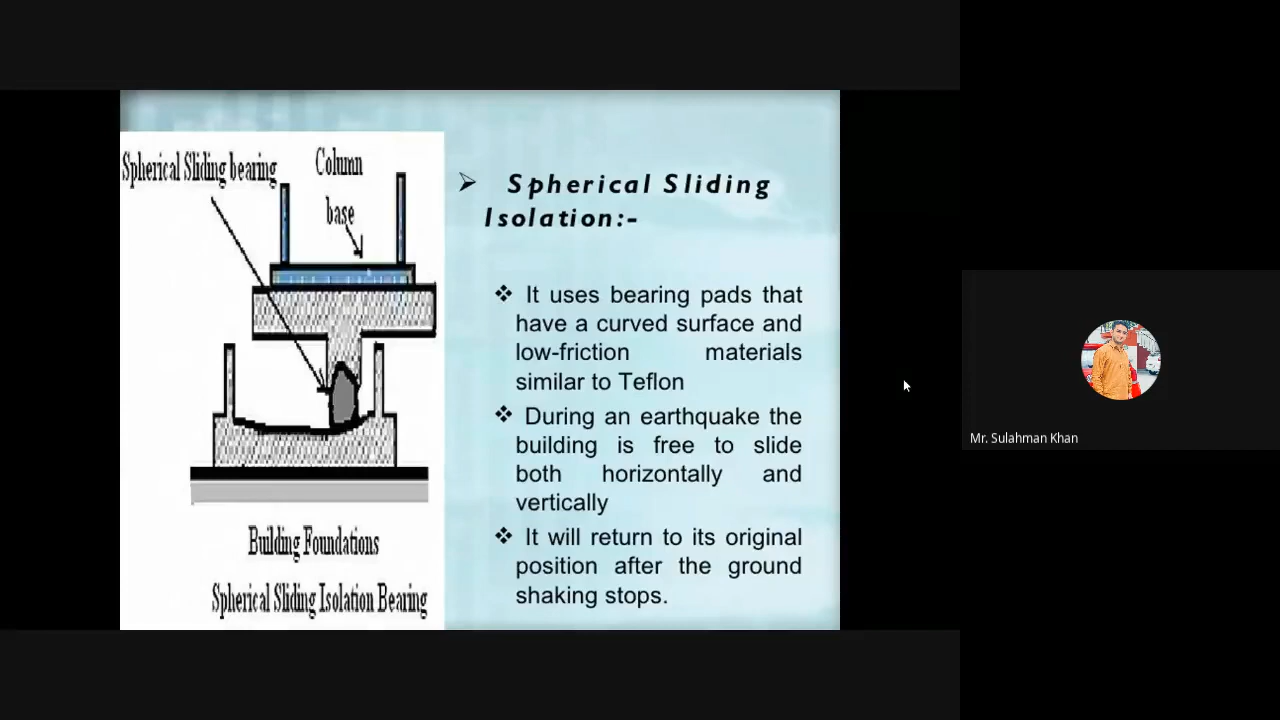 Spherical Sliding bearing
Column
base
Building Foundations
Spherical Sliding Isolation Bearing
➤ Spherical Sliding
Isolation:-
❖ It uses bearing pads that
have a curved surface and
low-friction materials
similar to Teflon
❖ During an earthquake the
building is free to slide
both horizontally and
vertically
❖ It will return to its original
position after the ground
shaking stops.
Mr. Sulahman Khan